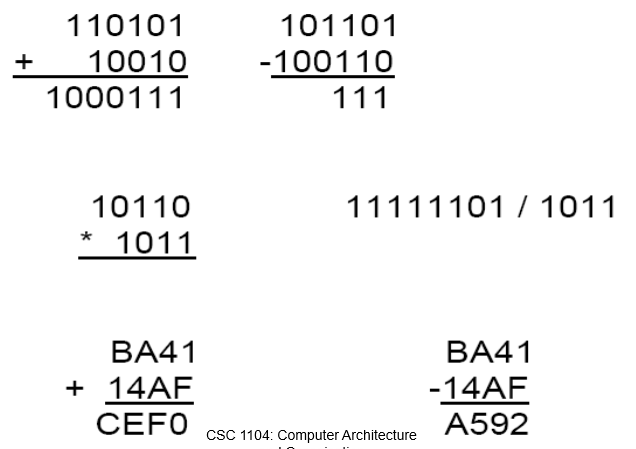 110101
+ 10010
1000111
101101
-100110
111
10110
* 1011
11111101 / 1011
BA41
+ 14AF
CEF0
BA41
-14AF
A592
CSC 1104: Computer Architecture